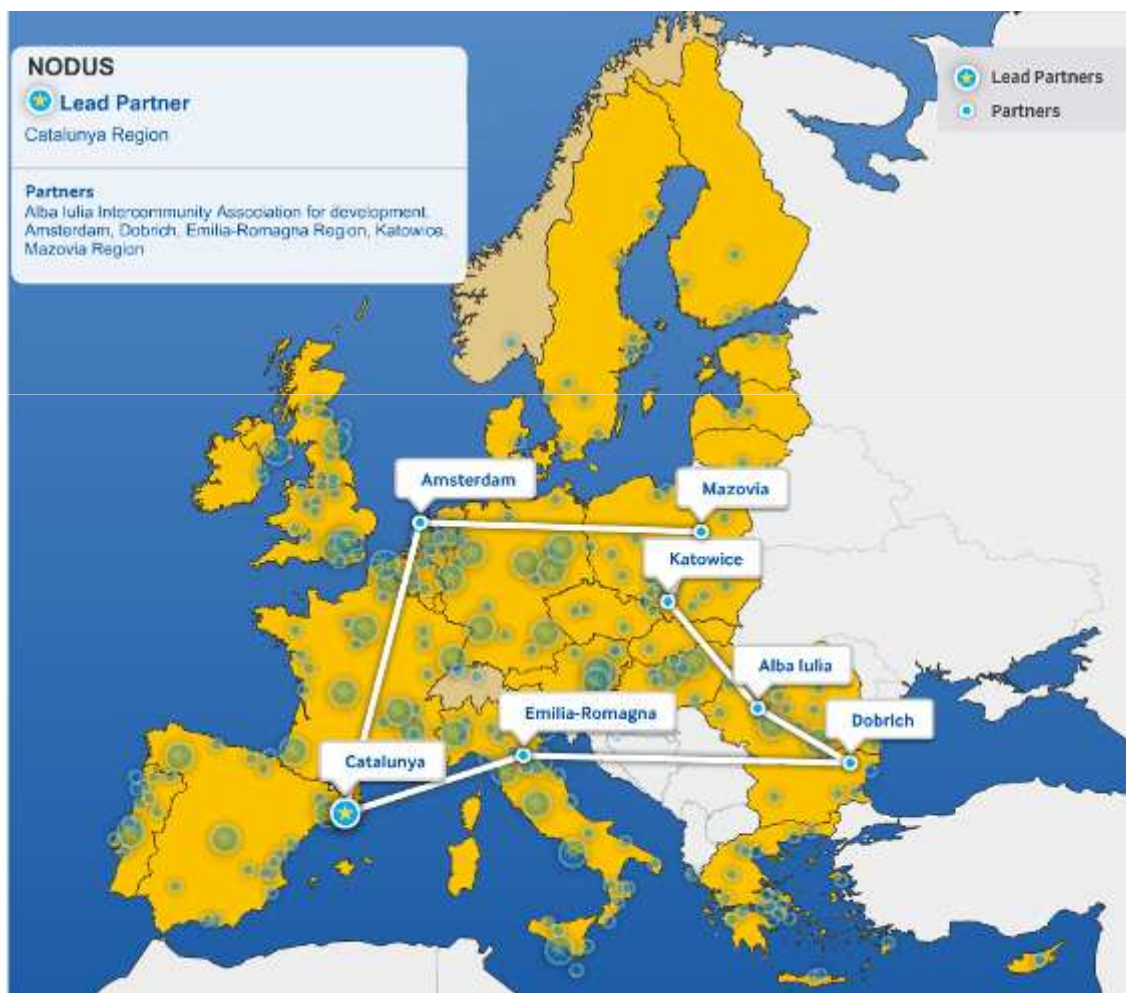 NODUS
Lead Partner
Catalunya Region
Partners
Alba Iulia Intercommunity Association for development,
Amsterdam, Dobrich, Emilia-Romagna Region, Katowice,
Mazovia Region
Lead Partners
Partners
Amsterdam
Mazovia
Katowice
Alba Iulia
Emilia-Romagna
Dobrich
Catalunya